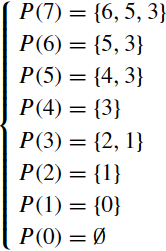 P(7) = {6, 5, 3}
P(6) = {5, 3}
P(5) = {4, 3}
P(4) = {3}
P(3) = {2, 1}
P(2) = {1}
P(1) = {0}
P(0) = ∅